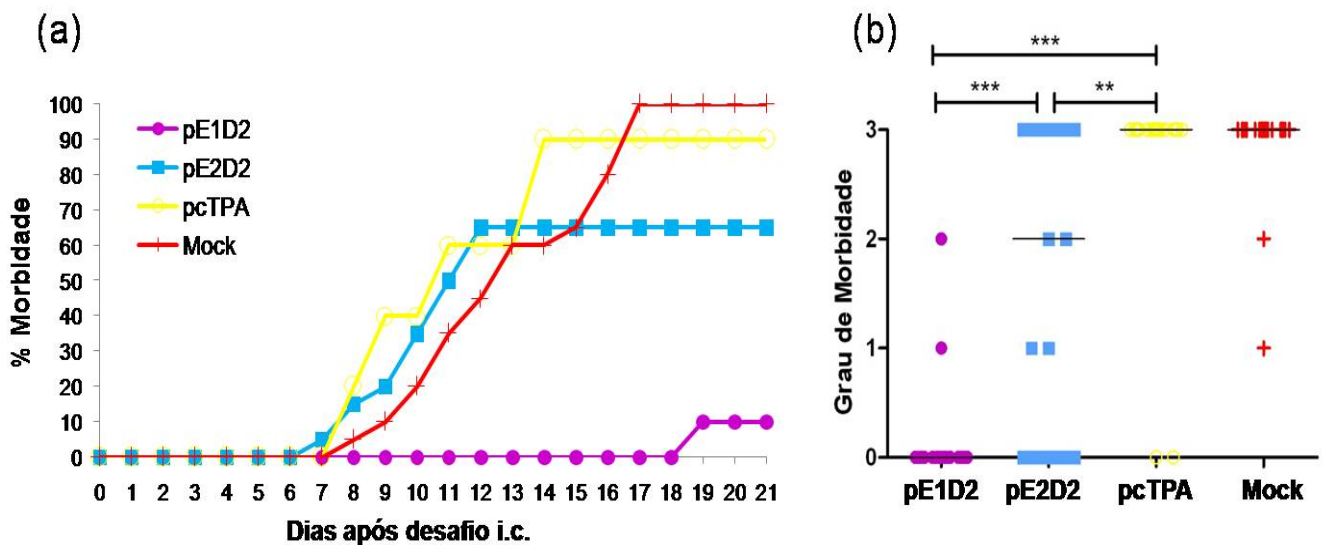 (a)
(b)
***
***
**
100
90
80
70
60
50
40
30
20
10
0
% Morbidade
pE1D2
pE2D2
pcTPA
Mock
0 1 2 3 4 5 6 7 8 9 10 11 12 13 14 15 16 17 18 19 20 21
Dias após desafio i.c.
3
2
1
0
Grau de Morbidade
pE1D2 pE2D2 pcTPA Mock